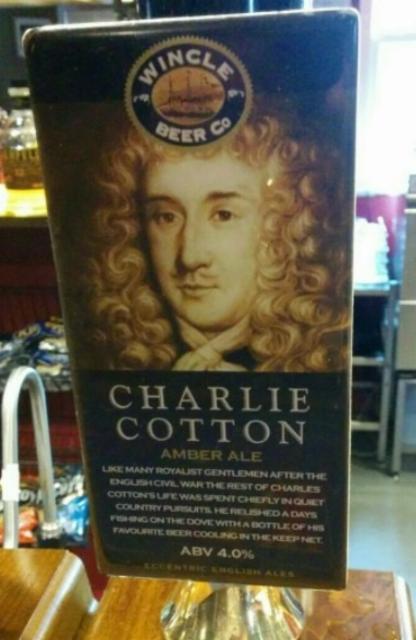 WINCLE
BEER Co
CHARLIE
COTTON
AMBER ALE
LIKE MANY ROYALIST GENTLEMEN AFTER THE
ENGLISH CIVIL WAR THE REST OF CHARLES
COTTON'S LIFE WAS SPENT CHIEFLY IN QUIET
COUNTRY PURSUITS. HE RELISHED A DAYS
FISHING ON THE DOVE WITH A BOTTLE OF HIS
FAVOURITE BEER COOLING IN THE KEEP NET.
ABV 4.0%
ECCENTRIC ENGLISH ALES